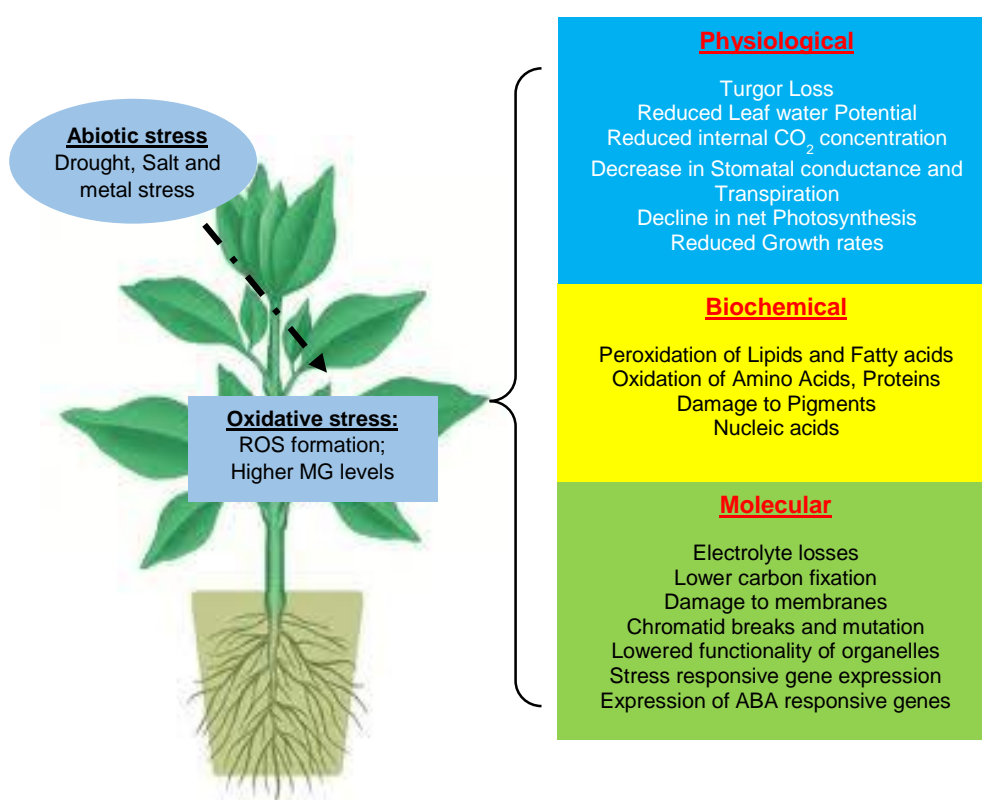 Abiotic stress
Drought, Salt and
metal stress
Oxidative stress:
ROS formation;
Higher MG levels
Physiological
Turgor Loss
Reduced Leaf water Potential
Reduced internal CO2 concentration
Decrease in Stomatal conductance and
Transpiration
Decline in net Photosynthesis
Reduced Growth rates
Biochemical
Peroxidation of Lipids and Fatty acids
Oxidation of Amino Acids, Proteins
Damage to Pigments
Nucleic acids
Molecular
Electrolyte losses
Lower carbon fixation
Damage to membranes
Chromatid breaks and mutation
Lowered functionality of organelles
Stress responsive gene expression
Expression of ABA responsive genes